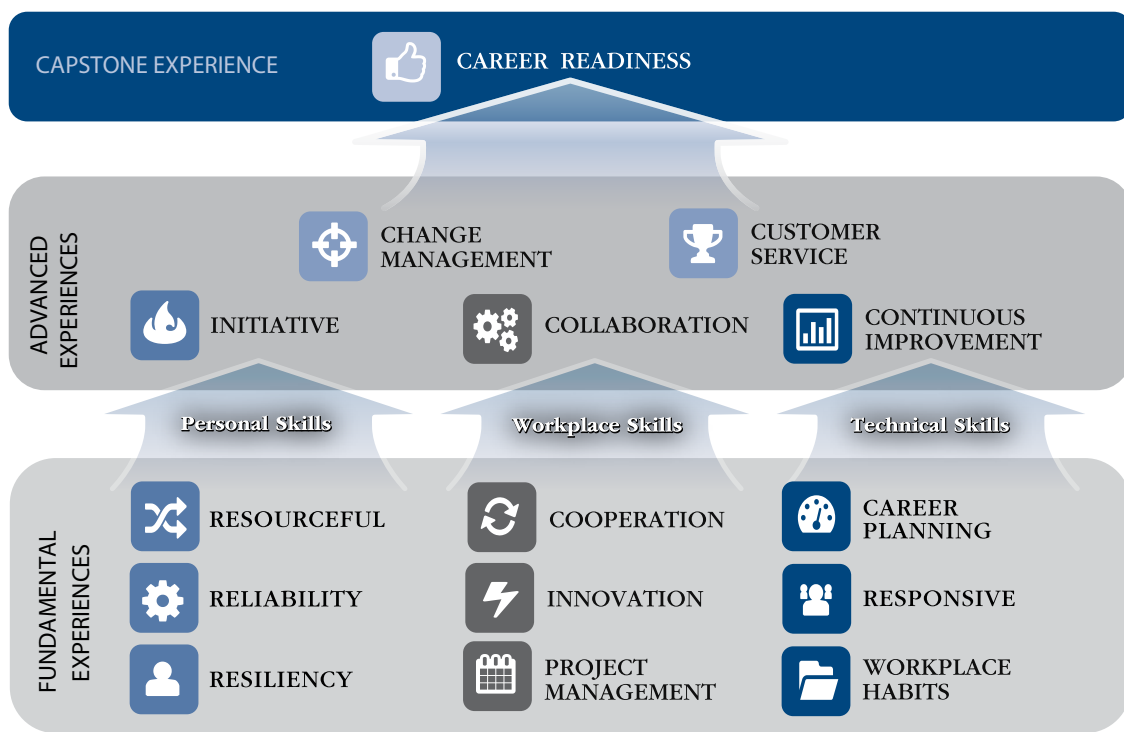 CAPSTONE EXPERIENCE
CAREER READINESS
ADVANCED
EXPERIENCES
CHANGE
MANAGEMENT
CUSTOMER
SERVICE
INITIATIVE
COLLABORATION
CONTINUOUS
IMPROVEMENT
Personal Skills
Workplace Skills
Technical Skills
FUNDAMENTAL
EXPERIENCES
RESOURCEFUL
COOPERATION
CAREER
PLANNING
RELIABILITY
INNOVATION
RESPONSIVE
RESILIENCY
PROJECT
MANAGEMENT
WORKPLACE
HABITS